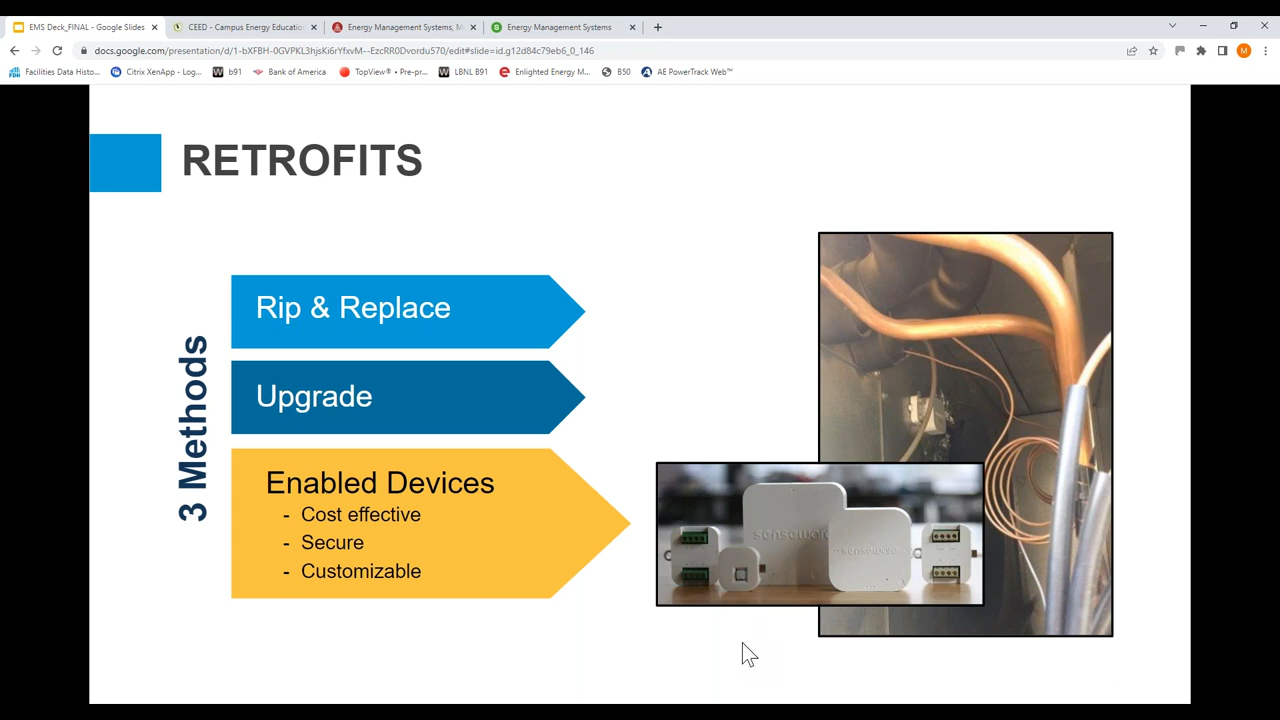 EMS Deck_FINAL - Google Slides
CEED - Campus Energy Educatio
Energy Management Systems, M
Energy Management Systems
docs.google.com/presentation/d/1-bXFBH-0GVPKL3hjsKi6rYfxvM--EzcRR0Dvordu570/edit#slide=id.g12d84c79eb6_0_146
M
Facilities Data Histo...
Citrix XenApp - Log...
b91
Bank of America
TopView® • Pre-pr...
LBNL B91
Enlighted Energy M...
B50
AE PowerTrack Web™
RETROFITS
3 Methods
Rip & Replace
Upgrade
Enabled Devices
- Cost effective
- Secure
- Customizable
senseware
senseware